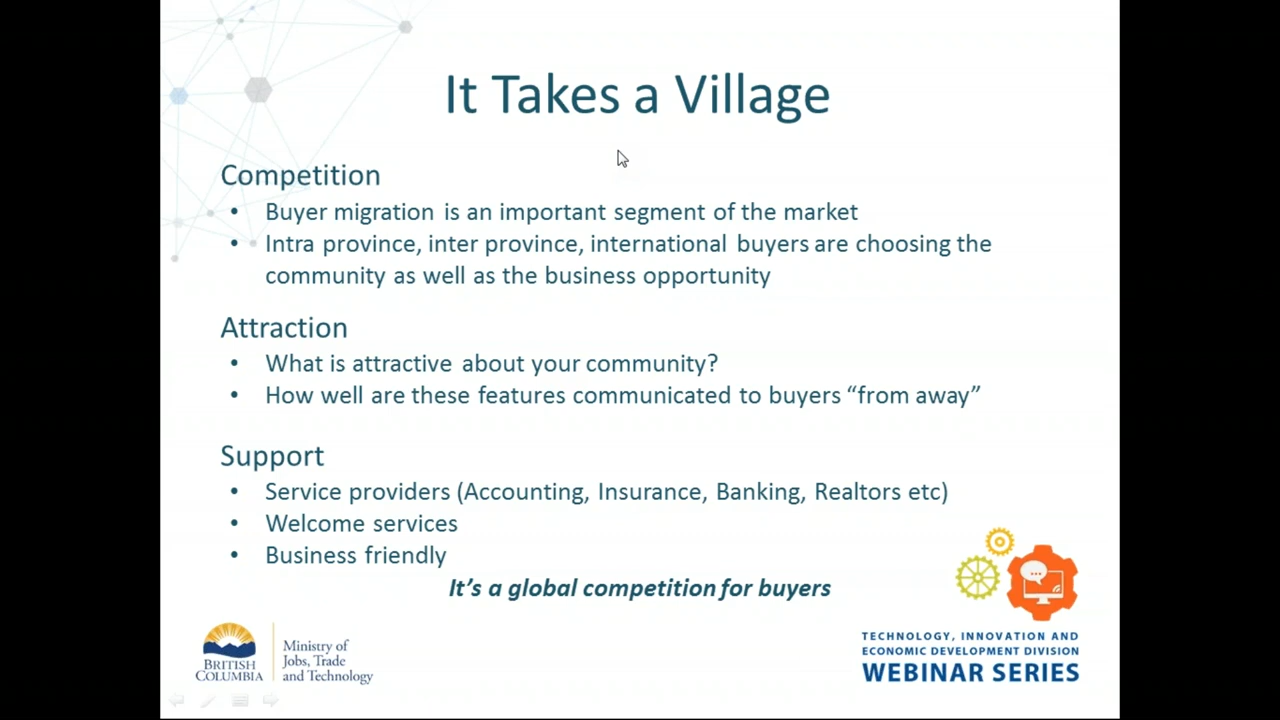 It Takes a Village
Competition
• Buyer migration is an important segment of the market
• Intra province, inter province, international buyers are choosing the
community as well as the business opportunity
Attraction
• What is attractive about your community?
• How well are these features communicated to buyers “from away”
Support
• Service providers (Accounting, Insurance, Banking, Realtors etc)
• Welcome services
• Business friendly
It’s a global competition for buyers
BRITISH
COLUMBIA
Ministry of
Jobs, Trade
and Technology
TECHNOLOGY, INNOVATION AND
ECONOMIC DEVELOPMENT DIVISION
WEBINAR SERIES